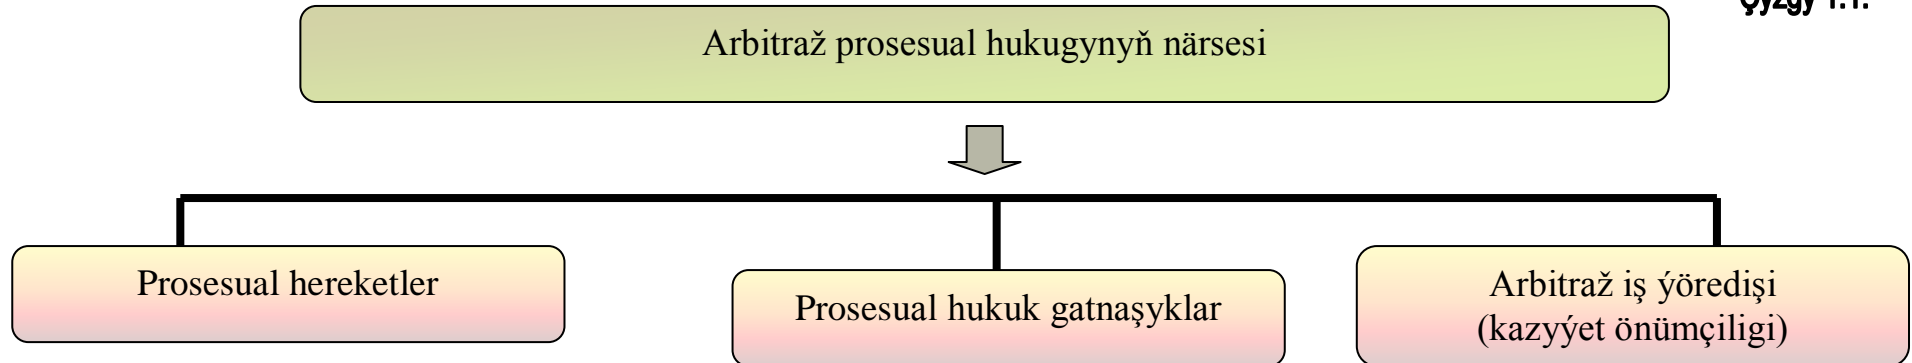 Çyzgy 1.1.
Arbitraž prosesual hukugynyň närsesi
Prosesual hereketler
Prosesual hukuk gatnaşyklar
Arbitraž iş ýöredişi
(kazyýet önümçiligi)